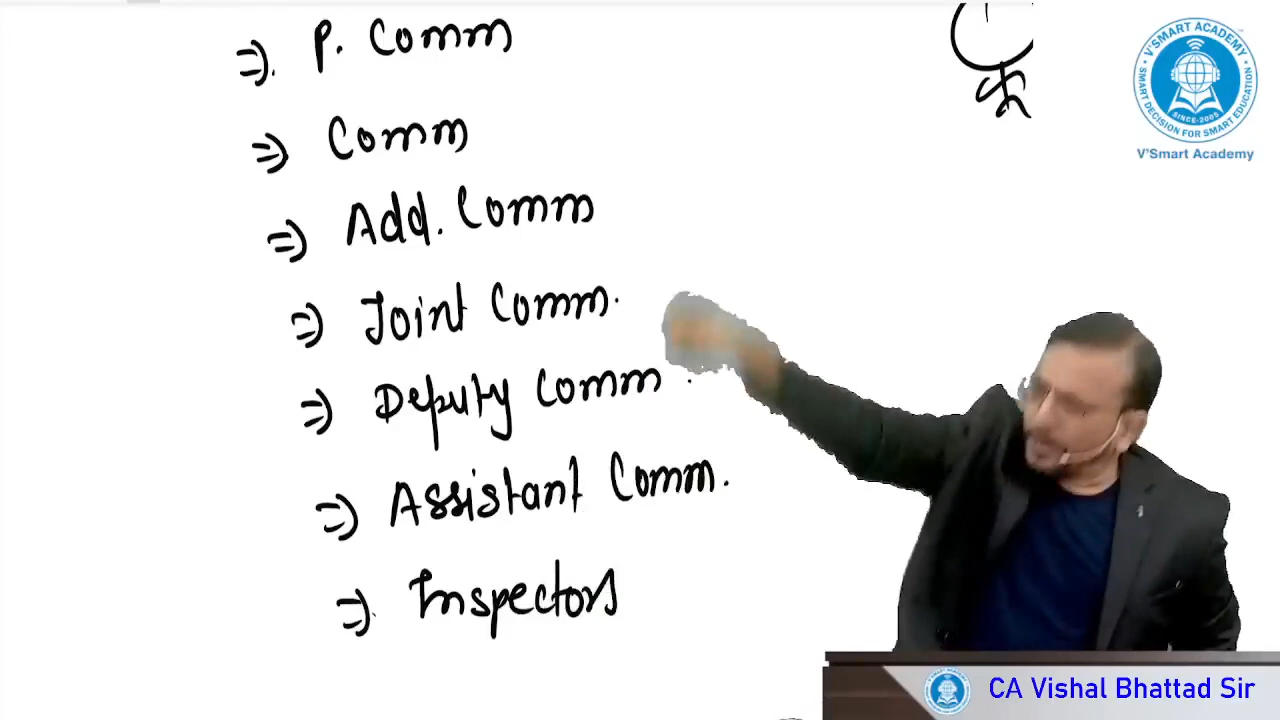 ⇒ P. Comm
⇒ Comm
⇒ Add. Comm
⇒ Joint Comm.
⇒ Deputy Comm.
⇒ Assistant Comm.
⇒ Inspectors
V'SMART ACADEMY
SMART DECISION FOR SMART EDUCATION
SINCE-2005
V'Smart Academy
CA Vishal Bhattad Sir